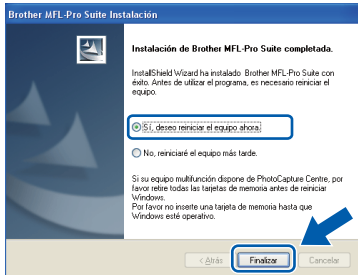 Brother MFL-Pro Suite Instalación
Instalación de Brother MFL-Pro Suite completada.
InstallShield Wizard ha instalado Brother MFL-Pro Suite con
éxito. Antes de utilizar el programa, es necesario reiniciar el
equipo.
Sí, deseo reiniciar el equipo ahora.
No, reiniciaré el equipo más tarde.
Si su equipo multifunción dispone de PhotoCapture Centre, por
favor retire todas las tarjetas de memoria antes de reiniciar
Windows.
Por favor no inserte una tarjeta de memoria hasta que
Windows esté operativo.
< Atrás Finalizar Cancelar